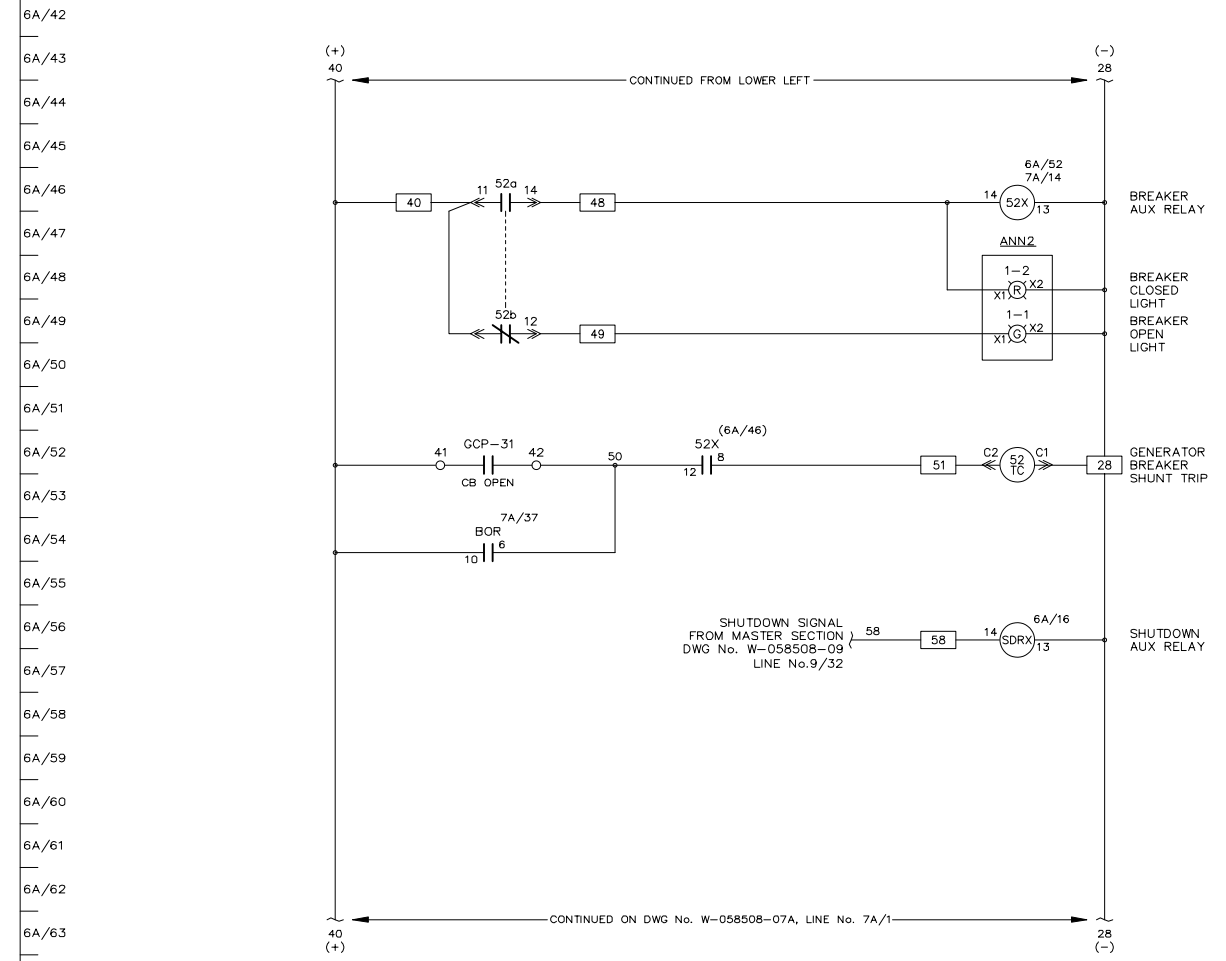 6A/42
6A/43
6A/44
6A/45
6A/46
6A/47
6A/48
6A/49
6A/50
6A/51
6A/52
6A/53
6A/54
6A/55
6A/56
6A/57
6A/58
6A/59
6A/60
6A/61
6A/62
6A/63
(+)
40
CONTINUED FROM LOWER LEFT
(-)
28
40
11
52a
14
48
6A/52
7A/14
14
52X
13
BREAKER
AUX RELAY
ANN2
1-2
X1
R
X2
BREAKER
CLOSED
LIGHT
52b
12
49
1-1
X1
G
X2
BREAKER
OPEN
LIGHT
41
GCP-31
42
CB OPEN
50
(6A/46)
52X
12
8
51
C2
52
TC
C1
28
GENERATOR
BREAKER
SHUNT TRIP
7A/37
BOR
10
6
SHUTDOWN SIGNAL
FROM MASTER SECTION
DWG No. W-058508-09
LINE No.9/32
58
58
6A/16
14
SDRX
13
SHUTDOWN
AUX RELAY
CONTINUED ON DWG No. W-058508-07A, LINE No. 7A/1
40
(+)
28
(-)